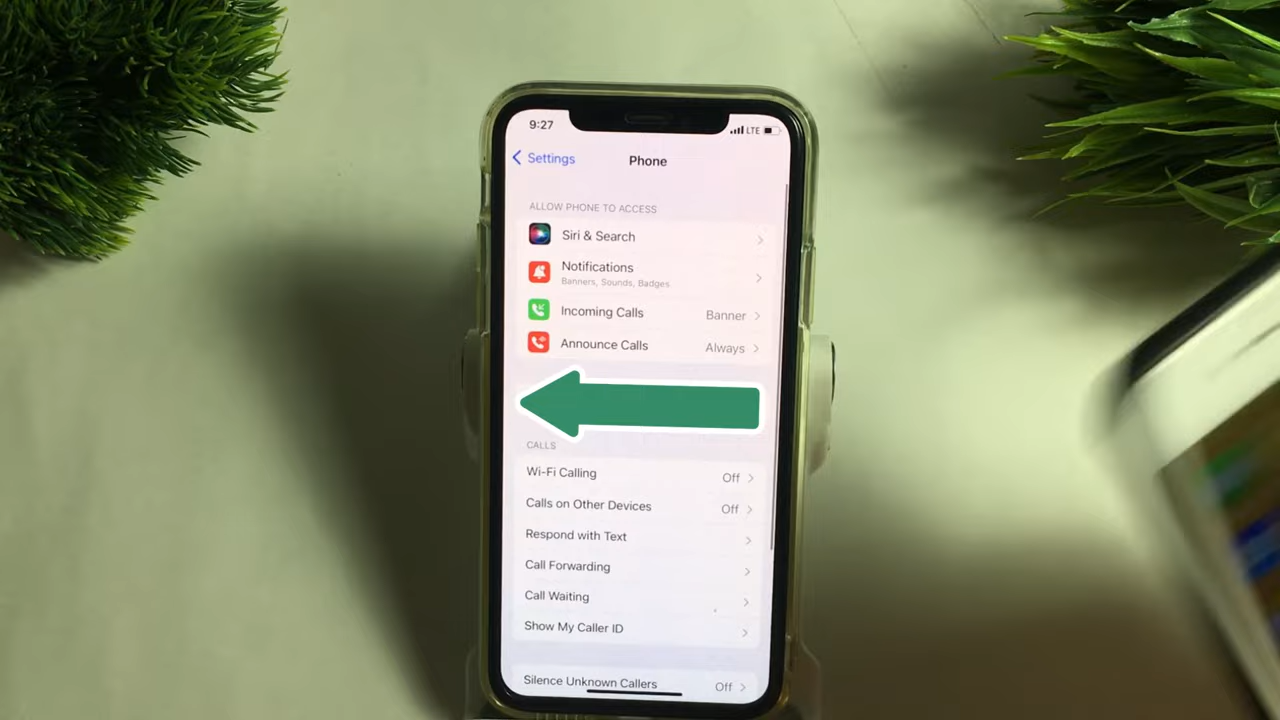 9:27
LTE
Settings
Phone
ALLOW PHONE TO ACCESS
Siri & Search
Notifications
Banners, Sounds, Badges
Incoming Calls Banner
Announce Calls Always
CALLS
Wi-Fi Calling Off
Calls on Other Devices Off
Respond with Text
Call Forwarding
Call Waiting
Show My Caller ID
Silence Unknown Callers Off